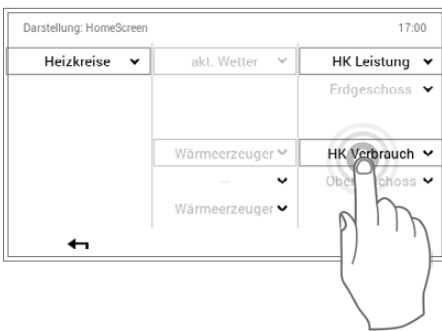 Darstellung: HomeScreen 17:00
Heizkreise akt. Wetter HK Leistung
Erdgeschoss
Wärmeerzeuger HK Verbrauch
—
Wärmeerzeuger